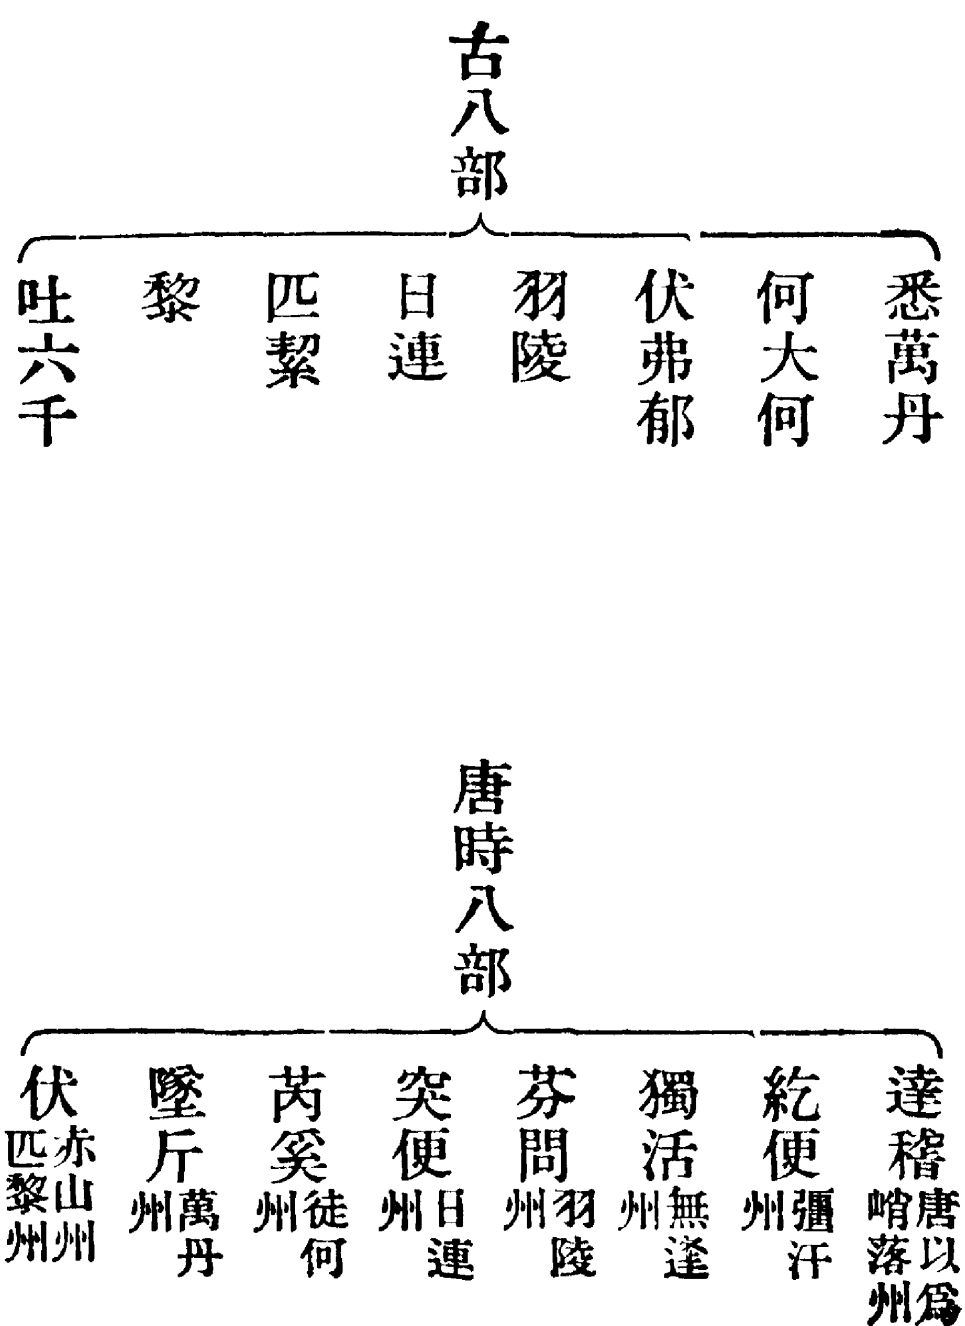 古八部
悉萬丹
何大何
伏弗郁
羽陵
日連
匹絜
黎
吐六千
唐時八部
達稽 唐以爲峭落州
紇便 彊汗州
獨活 無逢州
芬問 羽陵州
突便 日連州
芮奚 徒何州
墜斤 萬丹州
伏 赤山州匹黎州